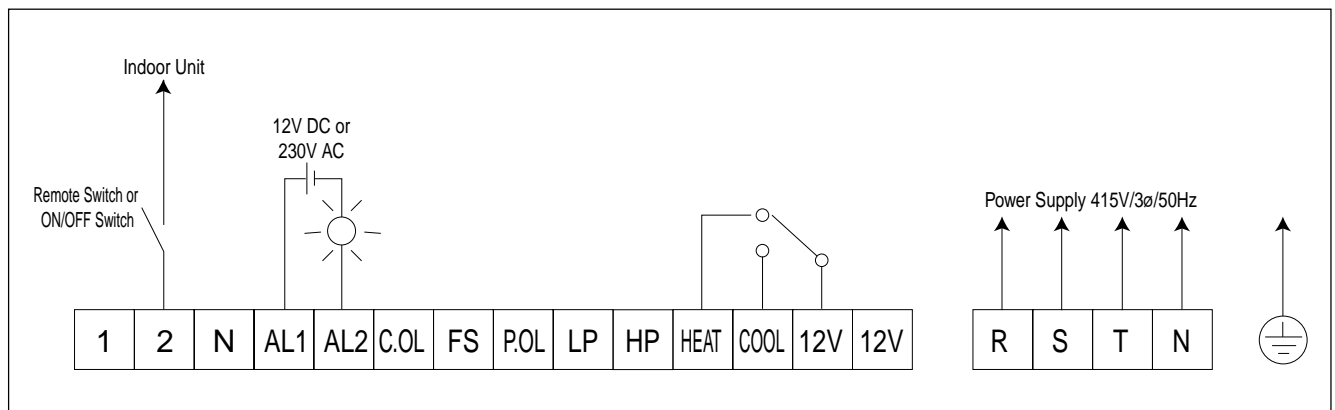 Indoor Unit
12V DC or
230V AC
Remote Switch or
ON/OFF Switch
Power Supply 415V/3ø/50Hz
1 2 N AL1 AL2 C.OL FS P.OL LP HP HEAT COOL 12V 12V
R S T N